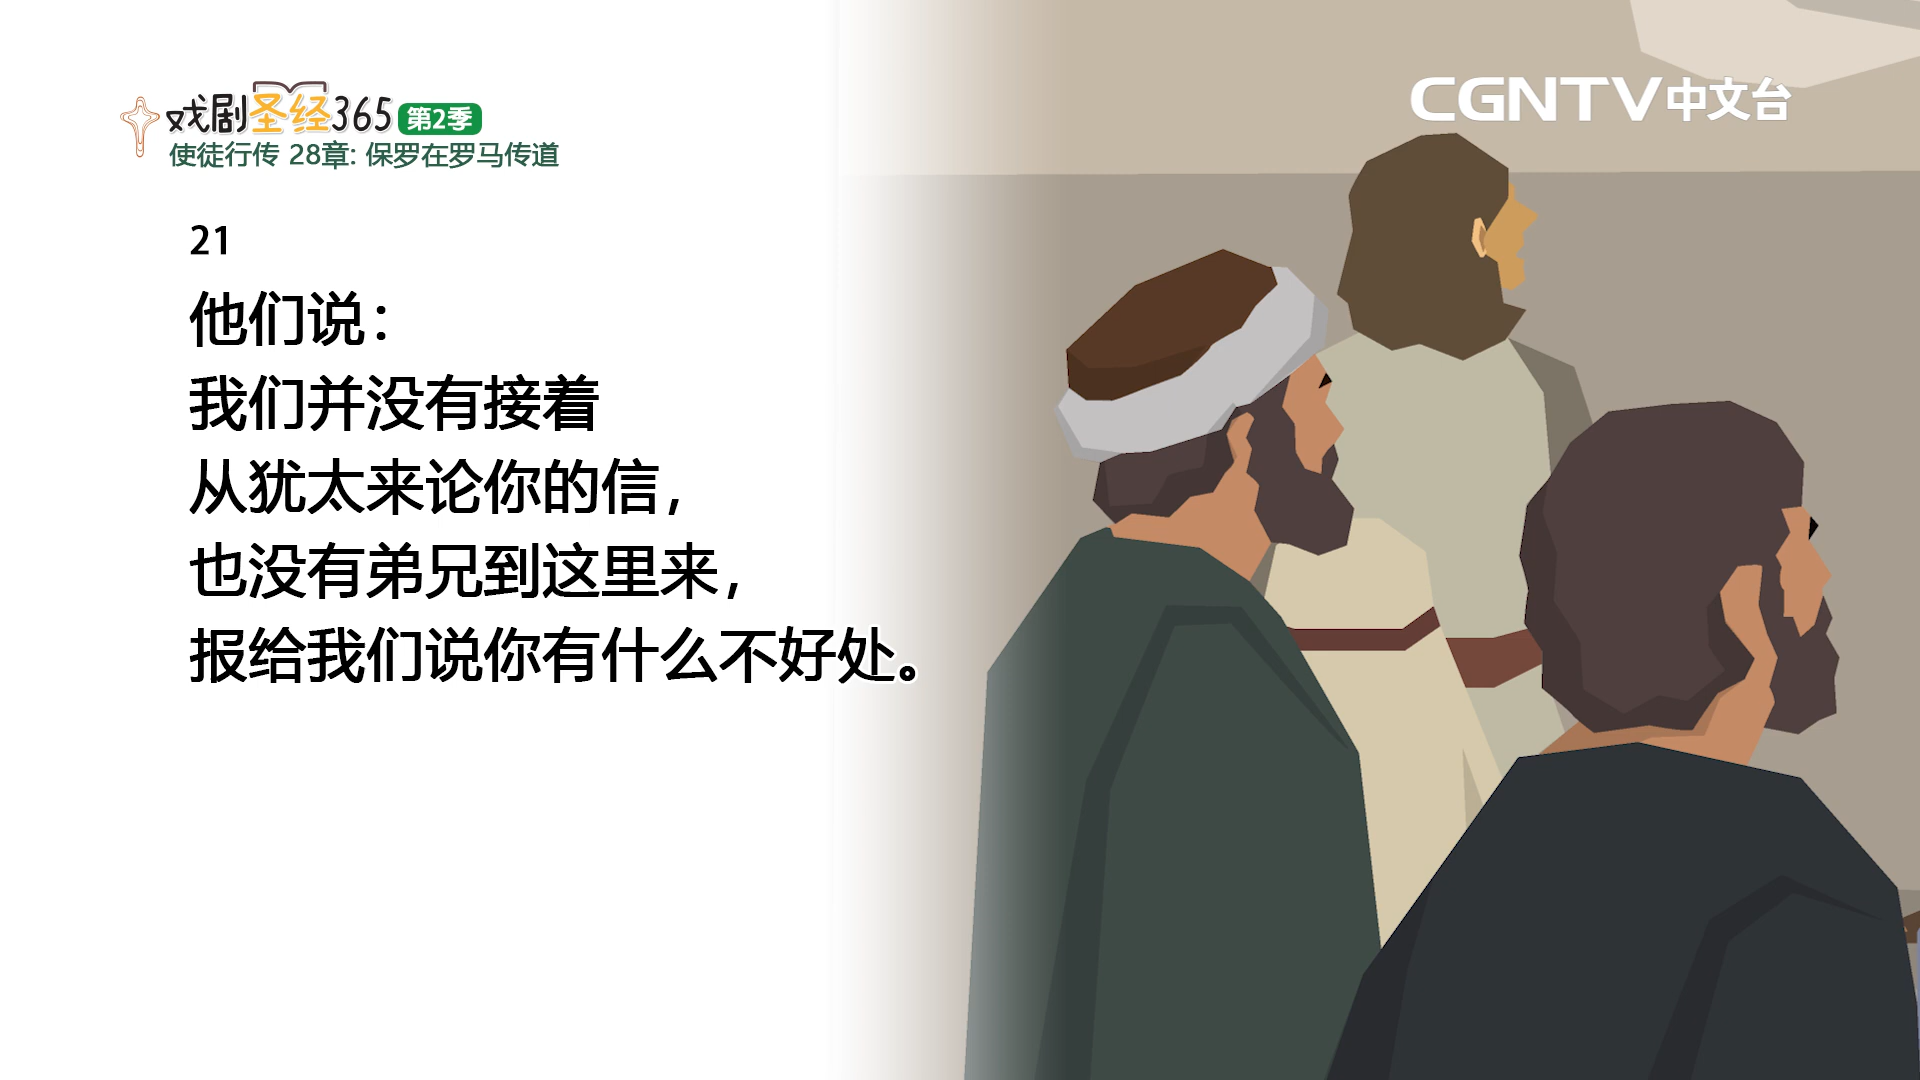 戏剧圣经365 第2季
CGNTV中文台
使徒行传 28章: 保罗在罗马传道
21
他们说：
我们并没有接着
从犹太来论你的信，
也没有弟兄到这里来，
报给我们说你有什么不好处。